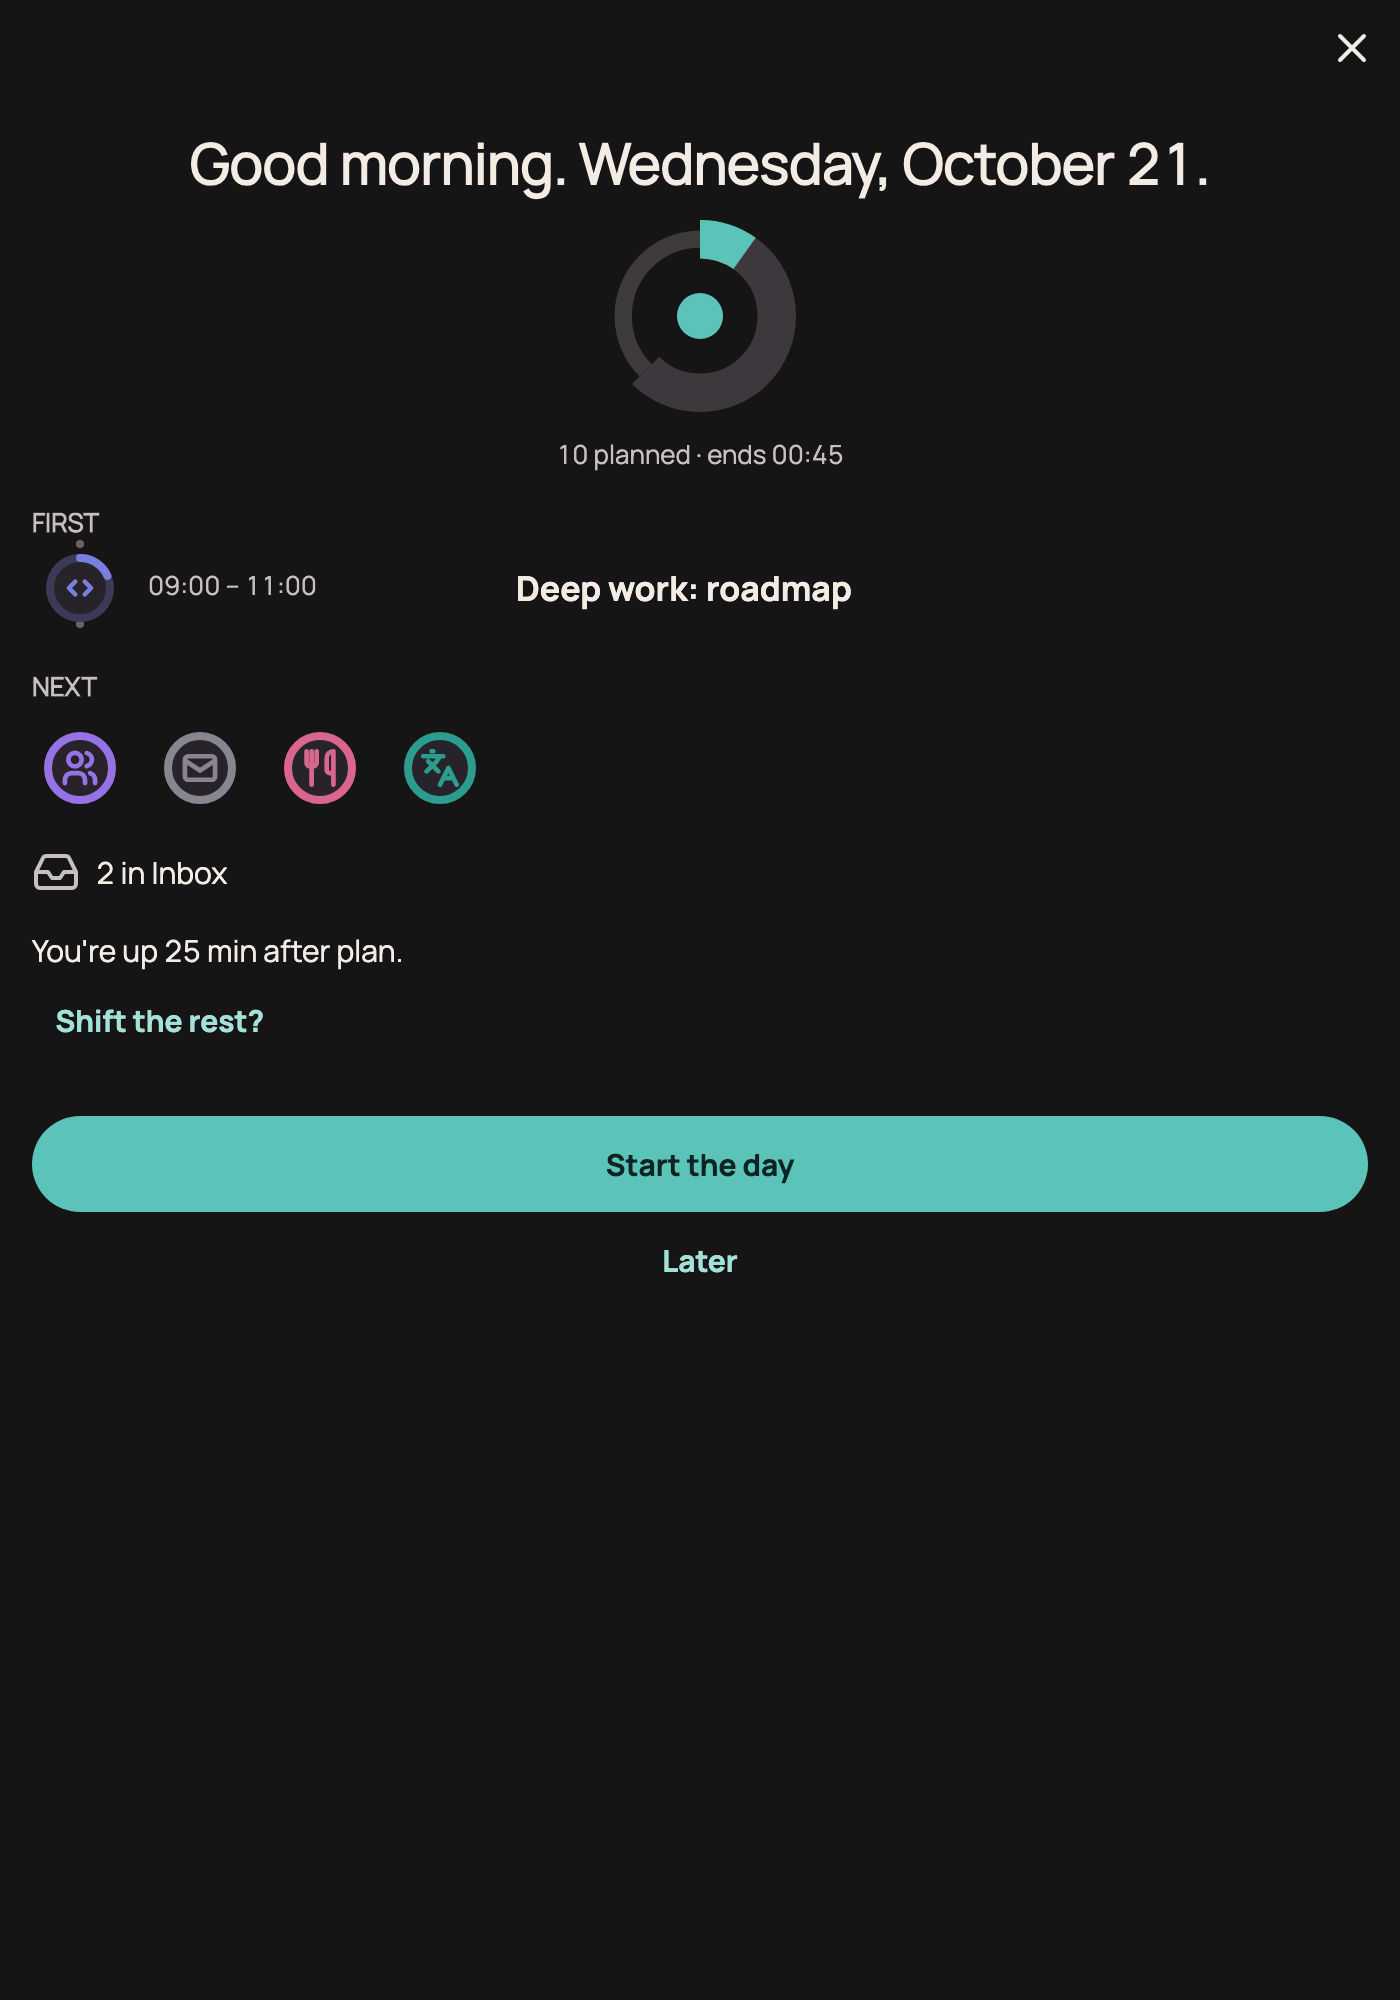 Good morning. Wednesday, October 21.
10 planned · ends 00:45
FIRST
09:00 – 11:00 Deep work: roadmap
NEXT
2 in Inbox
You're up 25 min after plan.
Shift the rest?
Start the day
Later